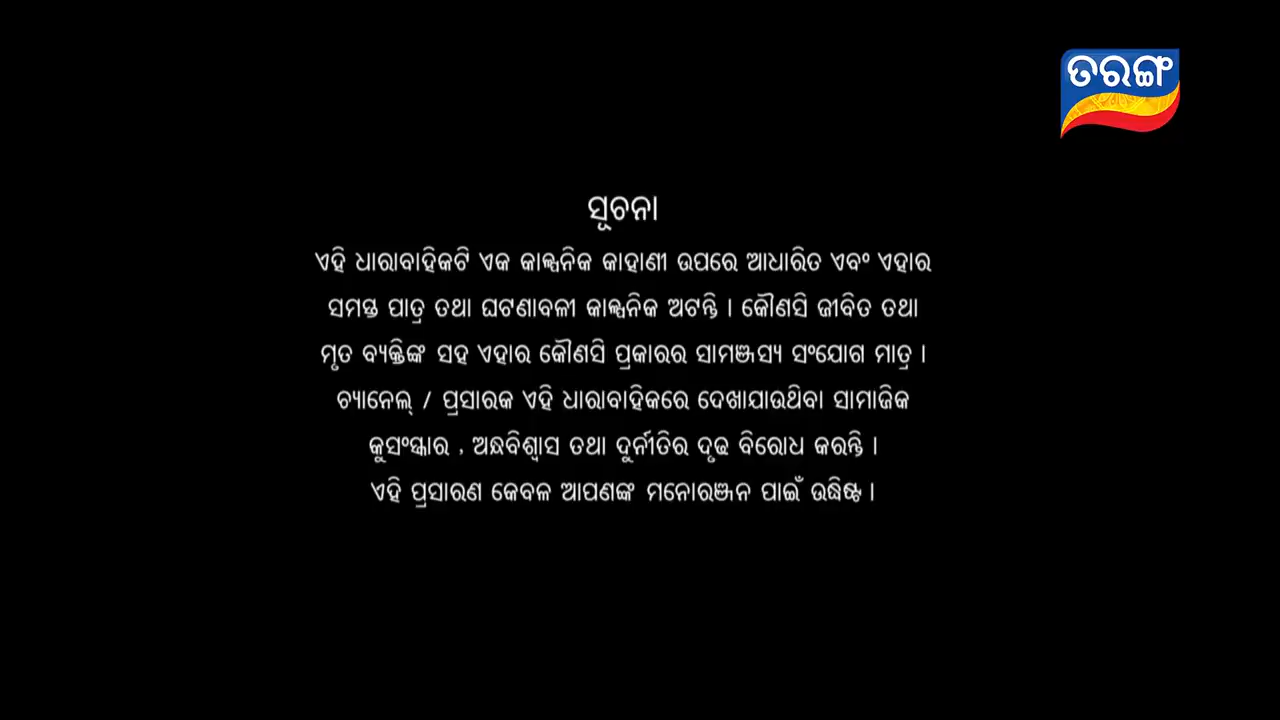 ତରଙ୍ଗ
ସୂଚନା
ଏହି ଧାରାବାହିକଟି ଏକ କାଳ୍ପନିକ କାହାଣୀ ଉପରେ ଆଧାରିତ ଏବଂ ଏହାର
ସମସ୍ତ ପାତ୍ର ତଥା ଘଟଣାବଳୀ କାଳ୍ପନିକ ଅଟନ୍ତି । କୌଣସି ଜୀବିତ ତଥା
ମୃତ ବ୍ୟକ୍ତିଙ୍କ ସହ ଏହାର କୌଣସି ପ୍ରକାରର ସାମଞ୍ଜସ୍ୟ ସଂଯୋଗ ମାତ୍ର ।
ଚ୍ୟାନେଲ୍ / ପ୍ରସାରକ ଏହି ଧାରାବାହିକରେ ଦେଖାଯାଉଥିବା ସାମାଜିକ
କୁସଂସ୍କାର , ଅନ୍ଧବିଶ୍ୱାସ ତଥା ଦୁର୍ନୀତିର ଦୃଢ ବିରୋଧ କରନ୍ତି ।
ଏହି ପ୍ରସାରଣ କେବଳ ଆପଣଙ୍କ ମନୋରଞ୍ଜନ ପାଇଁ ଉଦ୍ଧିଷ୍ଟ ।